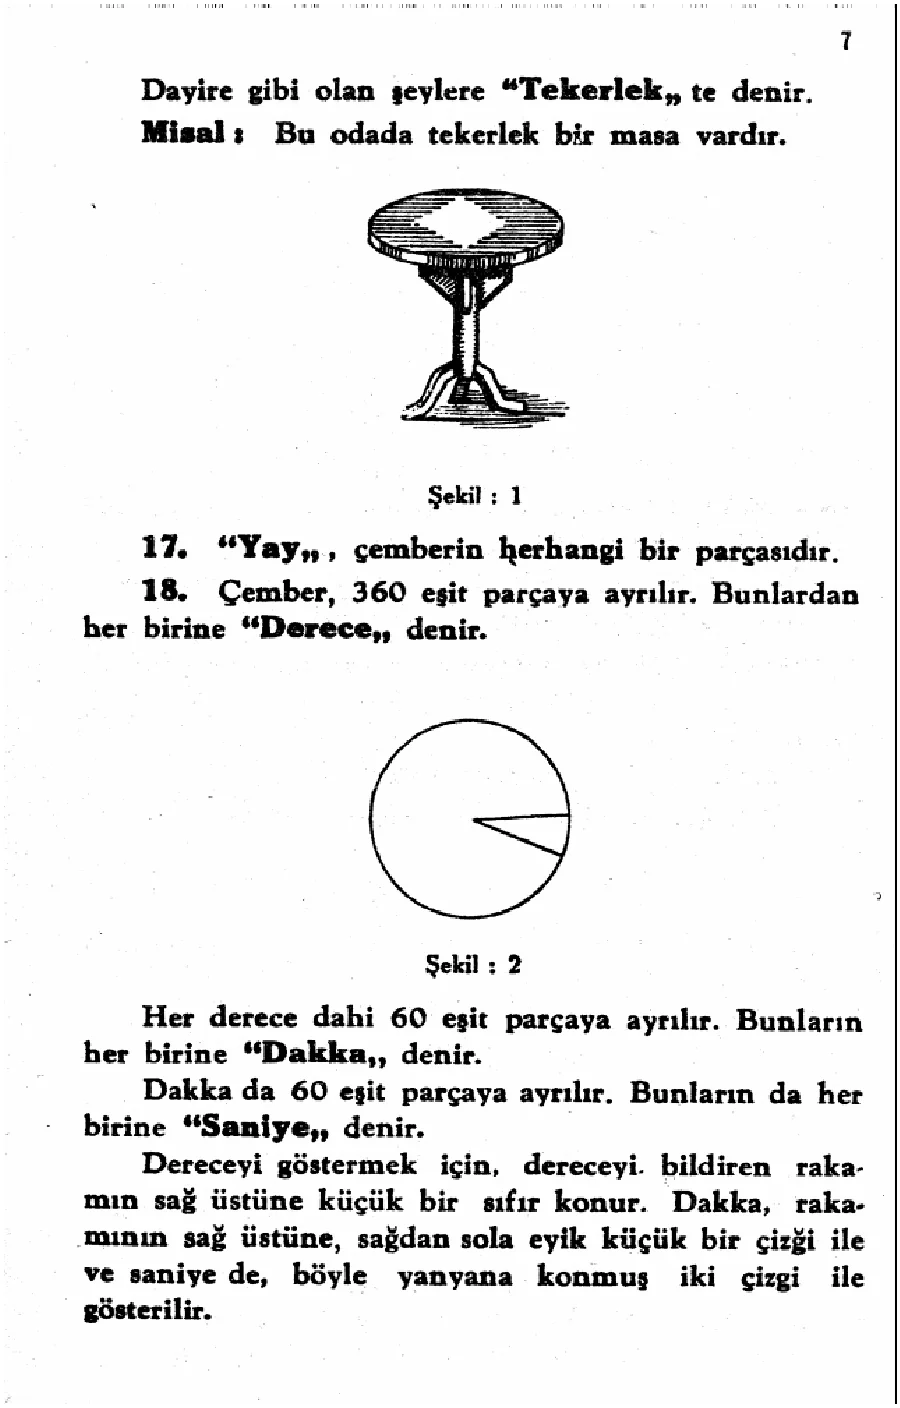 7
Dayire gibi olan şeylere “Tekerlek„ te denir.
Misal : Bu odada tekerlek bir masa vardır.
Şekil : 1
17. “Yay„, çemberin herhangi bir parçasıdır.
18. Çember, 360 eşit parçaya ayrılır. Bunlardan
her birine “Derece„ denir.
Şekil : 2
Her derece dahi 60 eşit parçaya ayrılır. Bunların
her birine “Dakka„ denir.
Dakka da 60 eşit parçaya ayrılır. Bunların da her
birine “Saniye„ denir.
Dereceyi göstermek için, dereceyi bildiren raka-
mın sağ üstüne küçük bir sıfır konur. Dakka, raka-
mının sağ üstüne, sağdan sola eyik küçük bir çizği ile
ve saniye de, böyle yanyana konmuş iki çizgi ile
gösterilir.